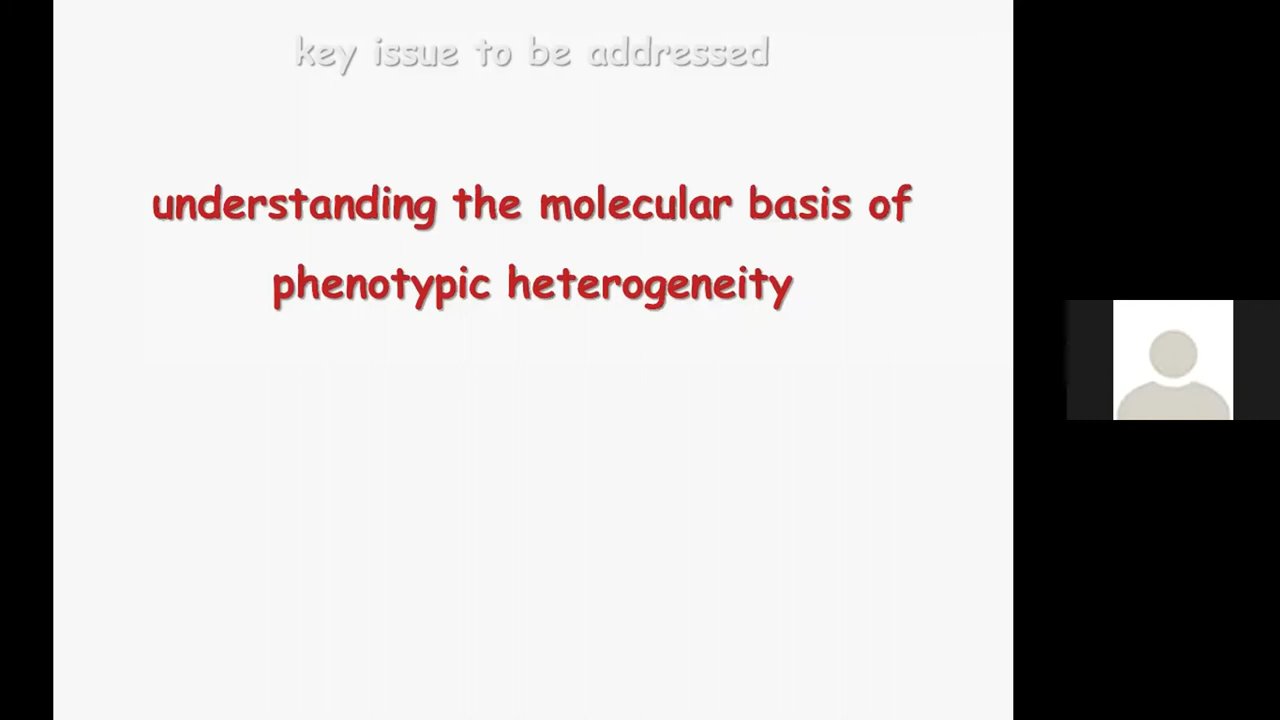 key issue to be addressed
understanding the molecular basis of
phenotypic heterogeneity